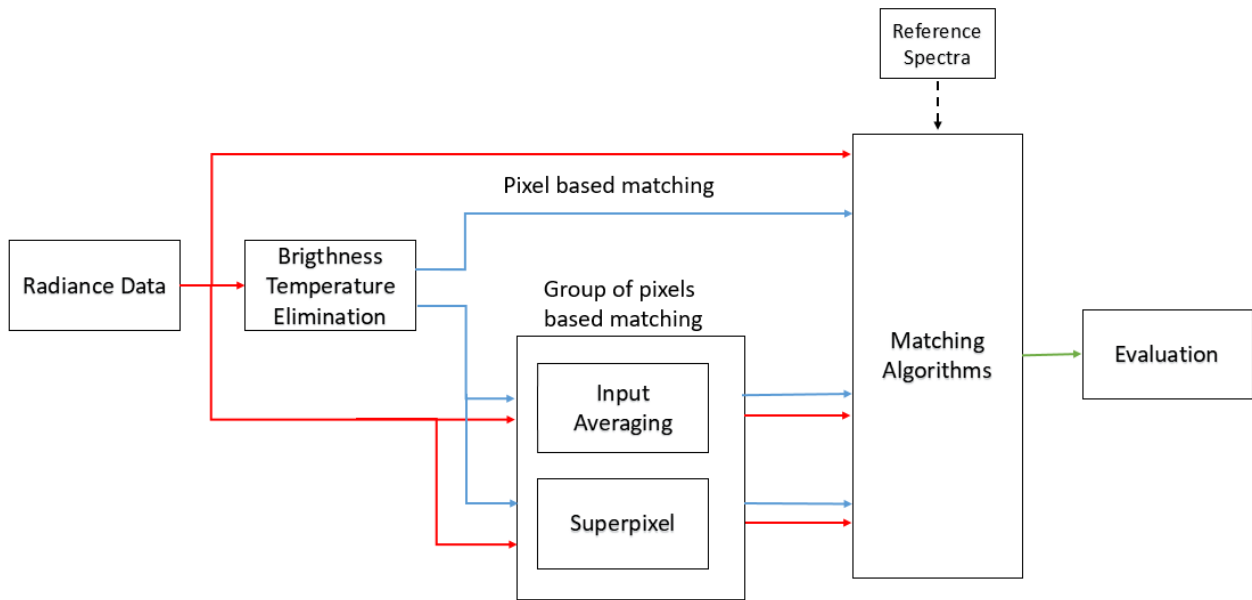 Reference
Spectra
Pixel based matching
Radiance Data
Brigthness
Temperature
Elimination
Group of pixels
based matching
Input
Averaging
Superpixel
Matching
Algorithms
Evaluation